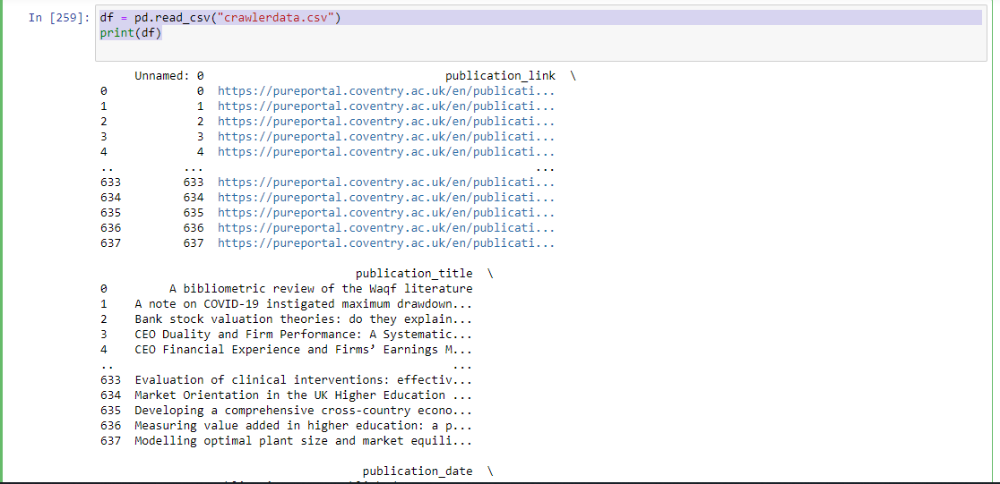 In [259]: df = pd.read_csv("crawlerdata.csv")
print(df)
Unnamed: 0 publication_link \
0 0 https://pureportal.coventry.ac.uk/en/publicati...
1 1 https://pureportal.coventry.ac.uk/en/publicati...
2 2 https://pureportal.coventry.ac.uk/en/publicati...
3 3 https://pureportal.coventry.ac.uk/en/publicati...
4 4 https://pureportal.coventry.ac.uk/en/publicati...
.. ... ...
633 633 https://pureportal.coventry.ac.uk/en/publicati...
634 634 https://pureportal.coventry.ac.uk/en/publicati...
635 635 https://pureportal.coventry.ac.uk/en/publicati...
636 636 https://pureportal.coventry.ac.uk/en/publicati...
637 637 https://pureportal.coventry.ac.uk/en/publicati...
publication_title \
0 A bibliometric review of the Waqf literature
1 A note on COVID-19 instigated maximum drawdown...
2 Bank stock valuation theories: do they explain...
3 CEO Duality and Firm Performance: A Systematic...
4 CEO Financial Experience and Firms’ Earnings M...
.. ...
633 Evaluation of clinical interventions: effectiv...
634 Market Orientation in the UK Higher Education ...
635 Developing a comprehensive cross-country econo...
636 Measuring value added in higher education: a p...
637 Modelling optimal plant size and market equili...
publication_date \